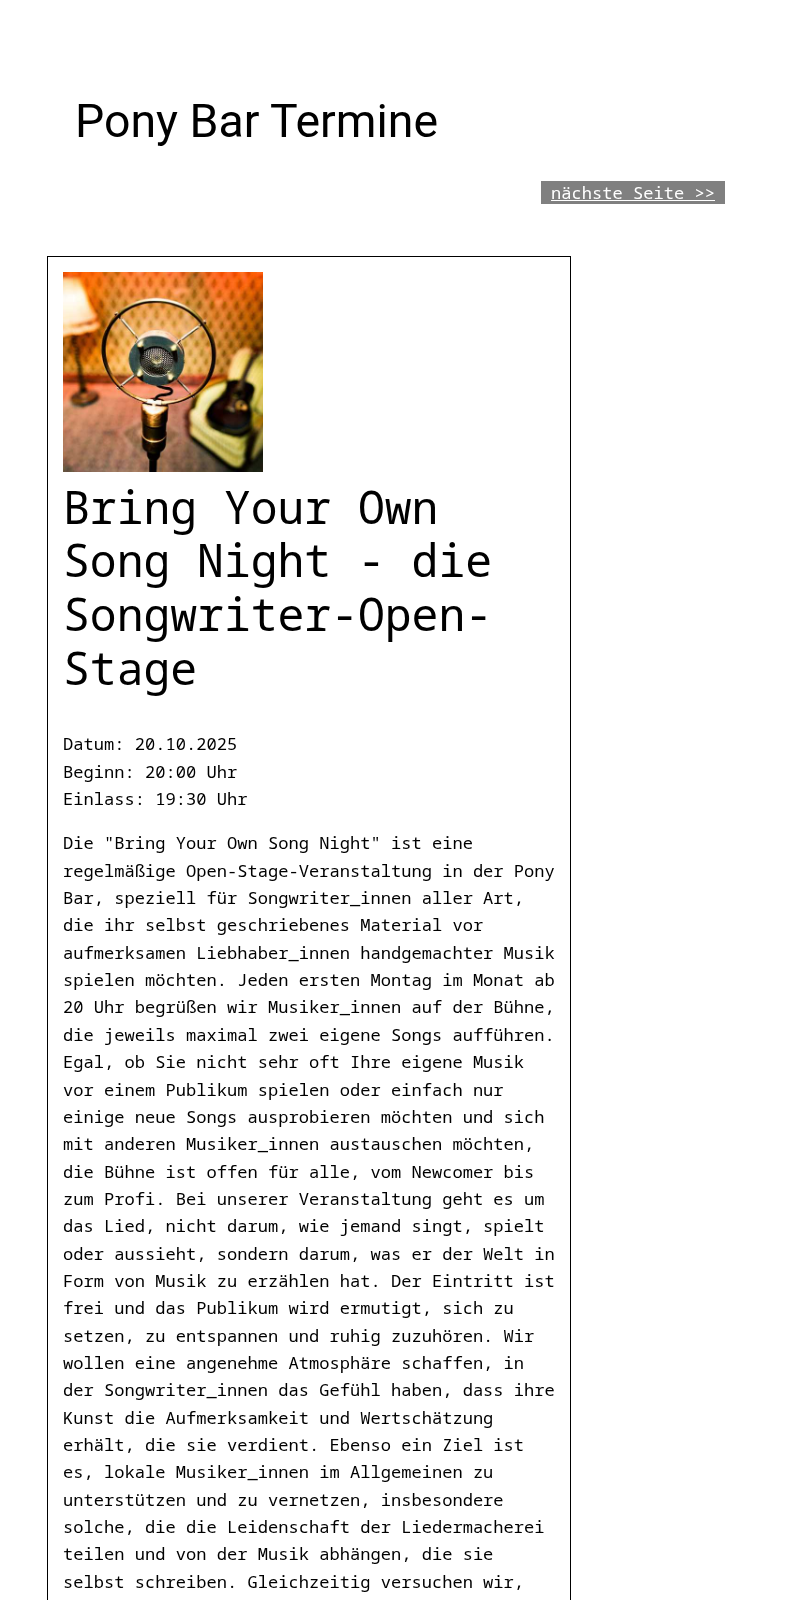 Pony Bar Termine
nächste Seite >>
Bring Your Own
Song Night - die
Songwriter-Open-
Stage
Datum: 20.10.2025
Beginn: 20:00 Uhr
Einlass: 19:30 Uhr
Die "Bring Your Own Song Night" ist eine
regelmäßige Open-Stage-Veranstaltung in der Pony
Bar, speziell für Songwriter_innen aller Art,
die ihr selbst geschriebenes Material vor
aufmerksamen Liebhaber_innen handgemachter Musik
spielen möchten. Jeden ersten Montag im Monat ab
20 Uhr begrüßen wir Musiker_innen auf der Bühne,
die jeweils maximal zwei eigene Songs aufführen.
Egal, ob Sie nicht sehr oft Ihre eigene Musik
vor einem Publikum spielen oder einfach nur
einige neue Songs ausprobieren möchten und sich
mit anderen Musiker_innen austauschen möchten,
die Bühne ist offen für alle, vom Newcomer bis
zum Profi. Bei unserer Veranstaltung geht es um
das Lied, nicht darum, wie jemand singt, spielt
oder aussieht, sondern darum, was er der Welt in
Form von Musik zu erzählen hat. Der Eintritt ist
frei und das Publikum wird ermutigt, sich zu
setzen, zu entspannen und ruhig zuzuhören. Wir
wollen eine angenehme Atmosphäre schaffen, in
der Songwriter_innen das Gefühl haben, dass ihre
Kunst die Aufmerksamkeit und Wertschätzung
erhält, die sie verdient. Ebenso ein Ziel ist
es, lokale Musiker_innen im Allgemeinen zu
unterstützen und zu vernetzen, insbesondere
solche, die die Leidenschaft der Liedermacherei
teilen und von der Musik abhängen, die sie
selbst schreiben. Gleichzeitig versuchen wir,